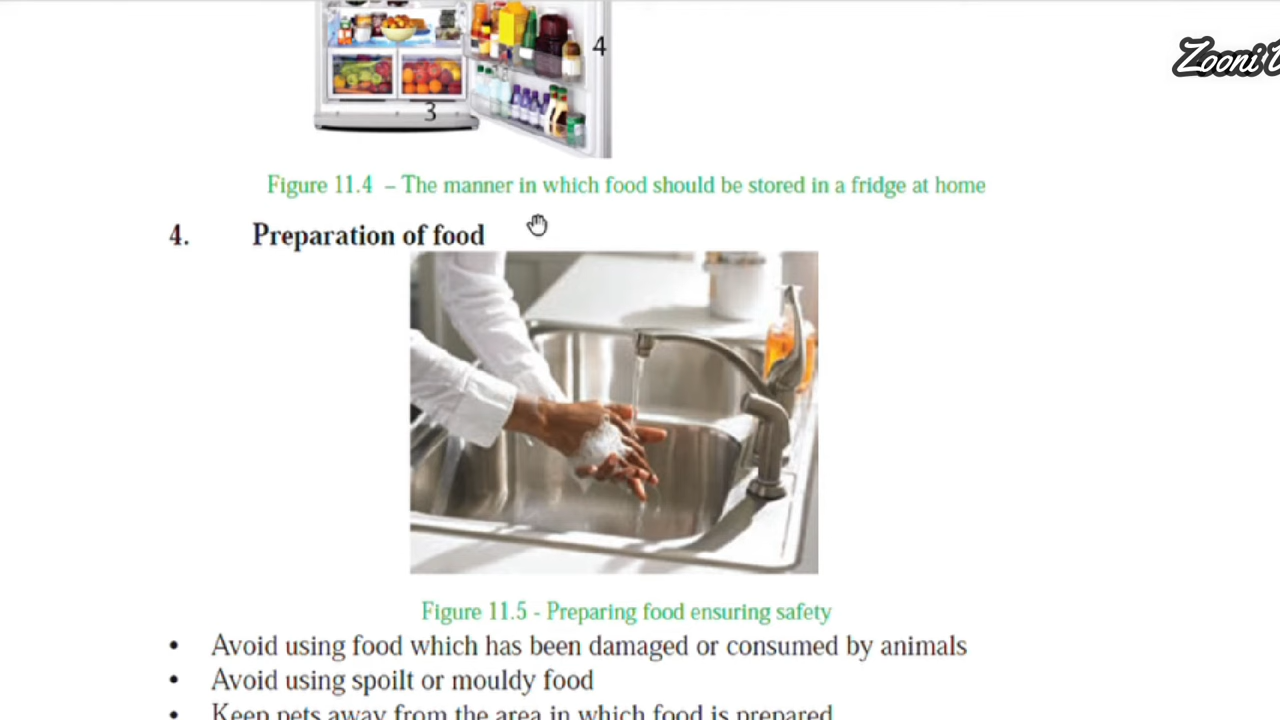 Zooni
4
3
Figure 11.4 – The manner in which food should be stored in a fridge at home
4. Preparation of food
Figure 11.5 - Preparing food ensuring safety
• Avoid using food which has been damaged or consumed by animals
• Avoid using spoilt or mouldy food
• Keep pets away from the area in which food is prepared